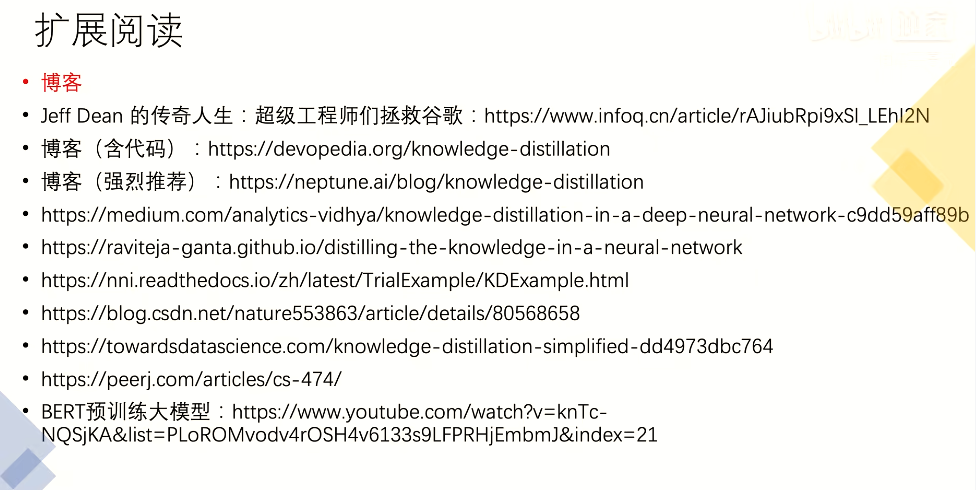 扩展阅读
• 博客
• Jeff Dean 的传奇人生：超级工程师们拯救谷歌：https://www.infoq.cn/article/rAJiubRpi9xSl_LEhI2N
• 博客（含代码）：https://devopedia.org/knowledge-distillation
• 博客（强烈推荐）：https://neptune.ai/blog/knowledge-distillation
• https://medium.com/analytics-vidhya/knowledge-distillation-in-a-deep-neural-network-c9dd59aff89b
• https://raviteja-ganta.github.io/distilling-the-knowledge-in-a-neural-network
• https://nni.readthedocs.io/zh/latest/TrialExample/KDExample.html
• https://blog.csdn.net/nature553863/article/details/80568658
• https://towardsdatascience.com/knowledge-distillation-simplified-dd4973dbc764
• https://peerj.com/articles/cs-474/
• BERT预训练大模型：https://www.youtube.com/watch?v=knTc-
NQSjKA&list=PLoROMvodv4rOSH4v6133s9LFPRHjEmbmJ&index=21